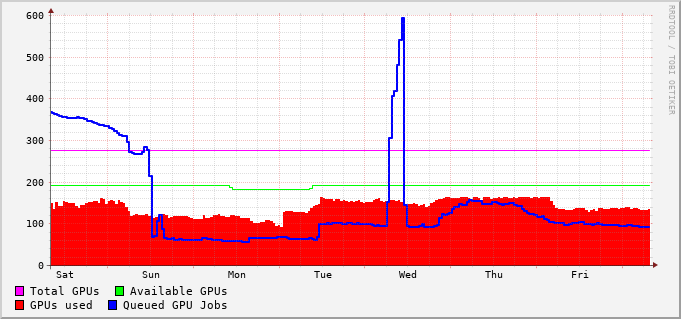 600
500
400
300
200
100
0
Sat Sun Mon Tue Wed Thu Fri
Total GPUs Available GPUs
GPUs used Queued GPU Jobs
RRDTOOL / TOBI OETIKER